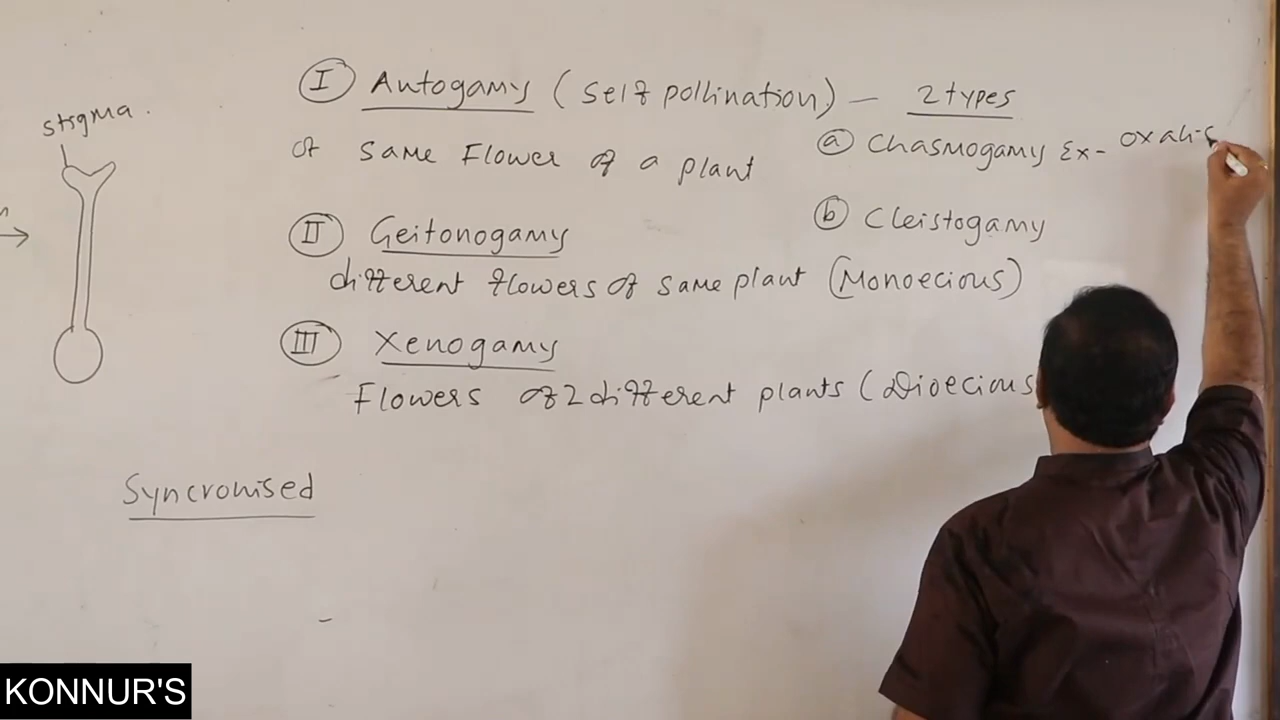 stigma.
n
I Autogamy (Self pollination) — 2 types
of same Flower of a plant
a Chasmogamy Ex- oxalis
b Cleistogamy
II Geitonogamy
different flowers of same plant (Monoecious)
III Xenogamy
Flowers of 2 different plants (Dioecious
Syncronised
KONNUR'S